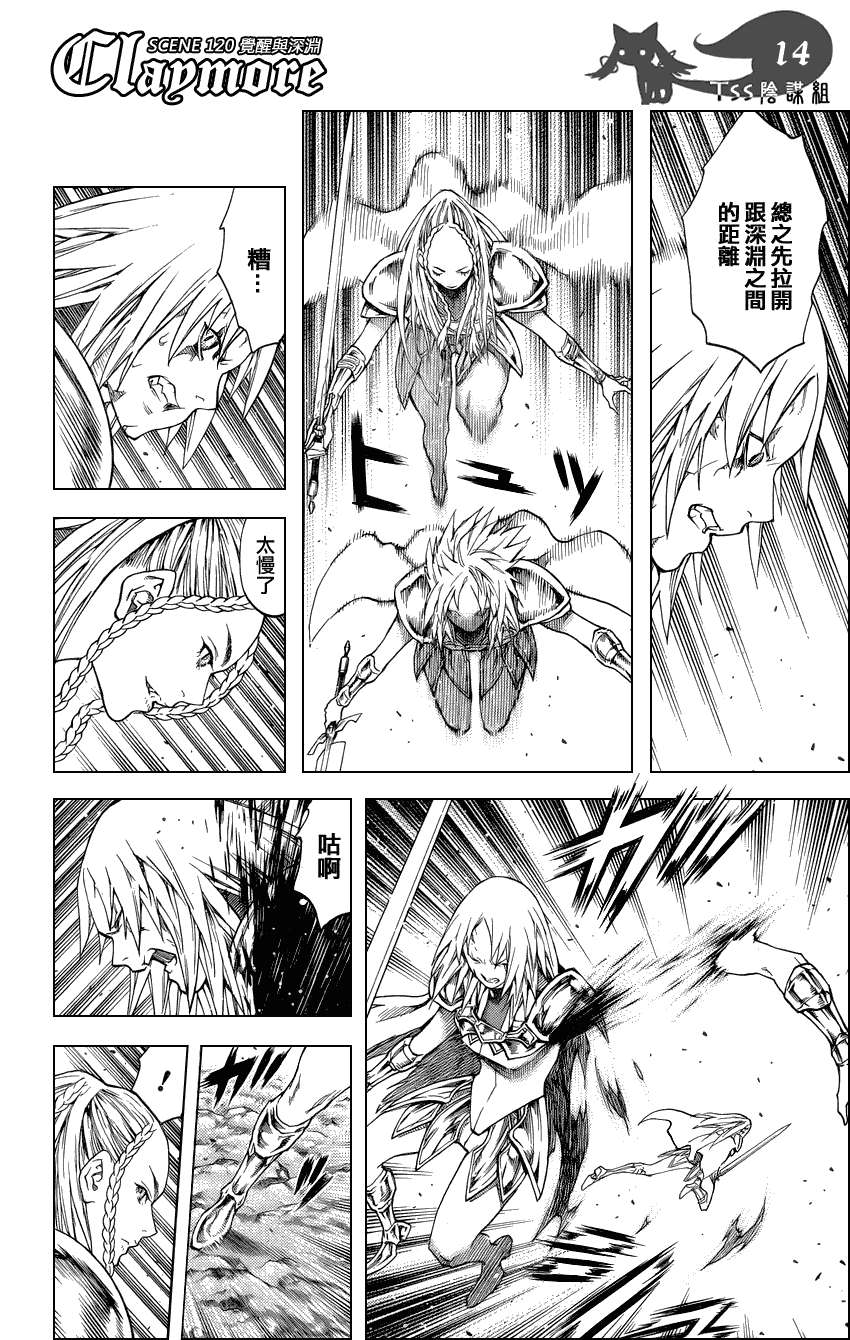 SCENE 120 覺醒與深淵
Claymore
14
Tss陰謀組
總之先拉開
跟深淵之間
的距離
ヒュッ
糟…
太慢了
咕啊
！